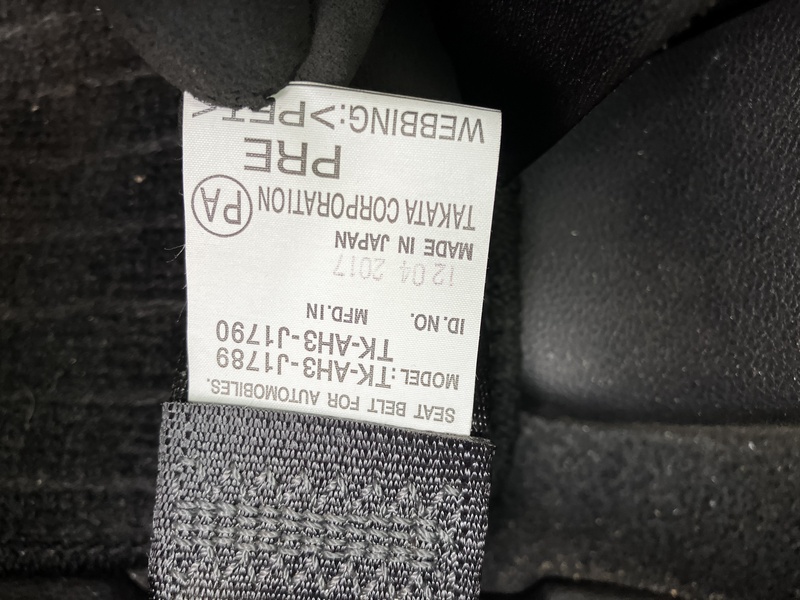 SEAT BELT FOR AUTOMOBILES.
MODEL: TK-AH3-J1789
TK-AH3-J1790
ID.NO. MFD.IN
12 04 2017
MADE IN JAPAN
TAKATA CORPORATION PA
PRE
WEBBING:>PET<